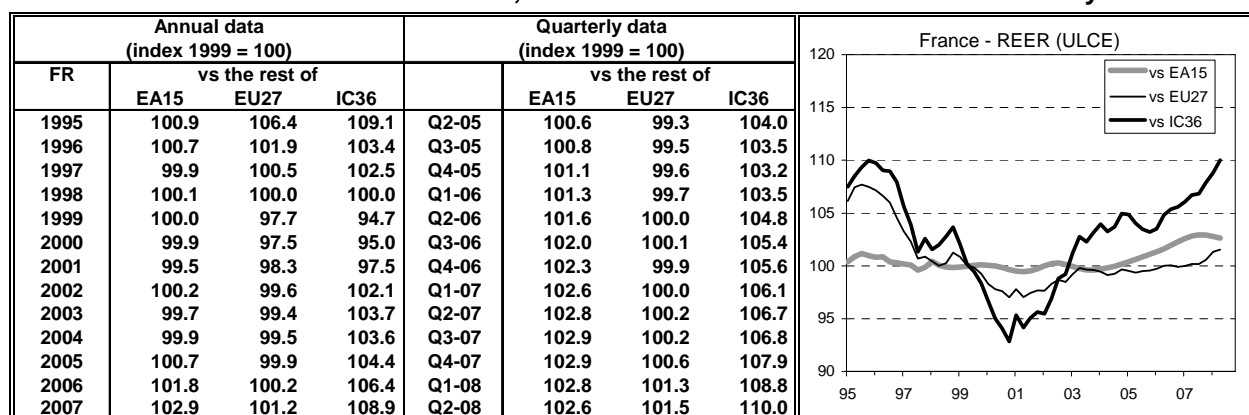 Annual data Quarterly data
(index 1999 = 100) (index 1999 = 100)
FR vs the rest of vs the rest of
EA15 EU27 IC36 EA15 EU27 IC36
1995 100.9 106.4 109.1 Q2-05 100.6 99.3 104.0
1996 100.7 101.9 103.4 Q3-05 100.8 99.5 103.5
1997 99.9 100.5 102.5 Q4-05 101.1 99.6 103.2
1998 100.1 100.0 100.0 Q1-06 101.3 99.7 103.5
1999 100.0 97.7 94.7 Q2-06 101.6 100.0 104.8
2000 99.9 97.5 95.0 Q3-06 102.0 100.1 105.4
2001 99.5 98.3 97.5 Q4-06 102.3 99.9 105.6
2002 100.2 99.6 102.1 Q1-07 102.6 100.0 106.1
2003 99.7 99.4 103.7 Q2-07 102.8 100.2 106.7
2004 99.9 99.5 103.6 Q3-07 102.9 100.2 106.8
2005 100.7 99.9 104.4 Q4-07 102.9 100.6 107.9
2006 101.8 100.2 106.4 Q1-08 102.8 101.3 108.8
2007 102.9 101.2 108.9 Q2-08 102.6 101.5 110.0
France - REER (ULCE)
vs EA15
vs EU27
vs IC36
120
115
110
105
100
95
90
95 97 99 01 03 05 07